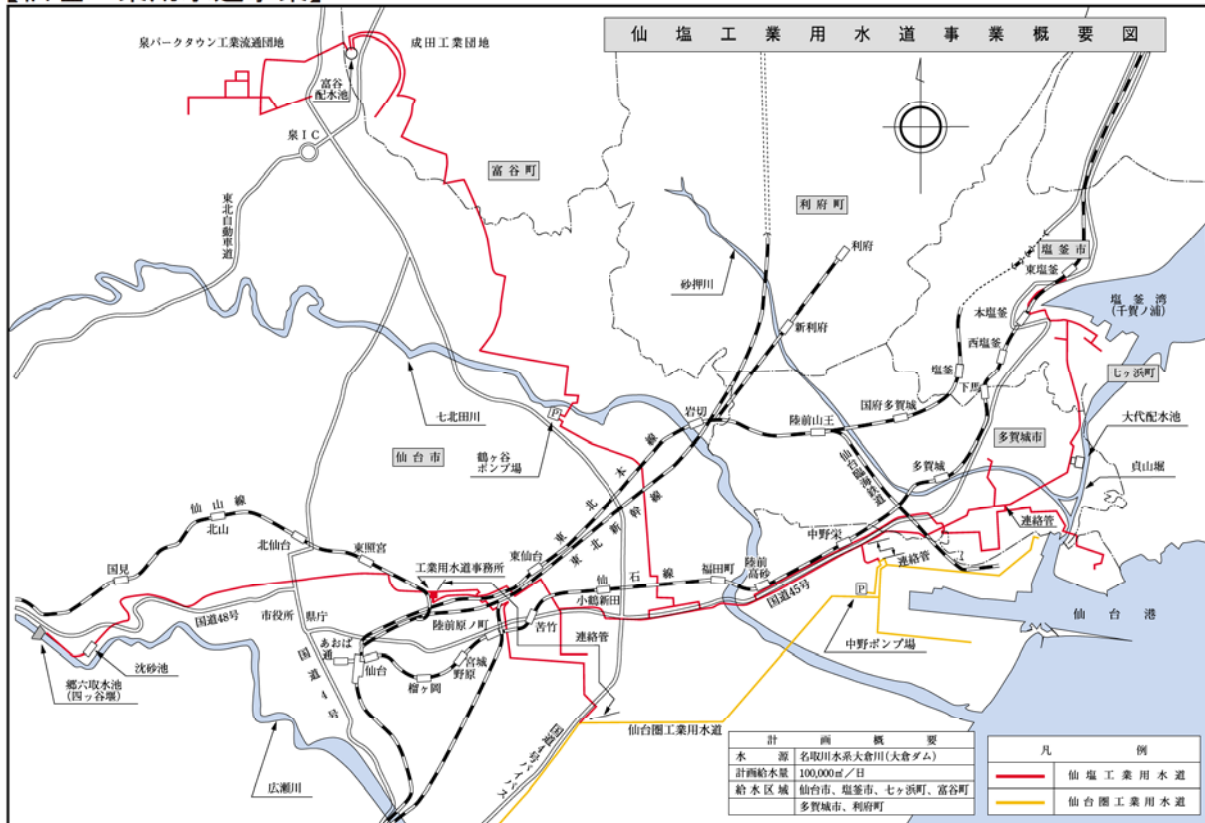 仙塩工業用水道事業概要図
泉パークタウン工業流通団地
成田工業団地
富谷
配水池
泉IC
富谷町
利府町
東北自動車道
砂押川
利府
塩釜市
東塩釜
塩釜湾
(千賀ノ浦)
本塩釜
新利府
西塩釜
塩釜
下馬
七ヶ浜町
七北田川
岩切
陸前山王
国府多賀城
大代配水池
仙台市
鶴ヶ谷
ポンプ場
P
東北本線
東北新幹線
仙台臨海鉄道
多賀城市
多賀城
貞山堀
仙山線
北山
北仙台
東照宮
国見
工業用水道事務所
東仙台
中野栄
連絡管
連絡管
仙石線
福田町
陸前
高砂
小鶴新田
国道45号
P
国道48号
市役所
県庁
陸前原ノ町
苫竹
連絡管
仙台港
沈砂池
あおば
通
仙台
宮城
野原
榴ヶ岡
中野ポンプ場
郷六取水池
(四ッ谷堰)
国道4号
国道4号バイパス
仙台圏工業用水道
広瀬川
計画概要
水源 名取川水系大倉川(大倉ダム)
計画給水量 100,000㎥/日
給水区域 仙台市、塩釜市、七ヶ浜町、富谷町
多賀城市、利府町
凡例
仙塩工業用水道
仙台圏工業用水道